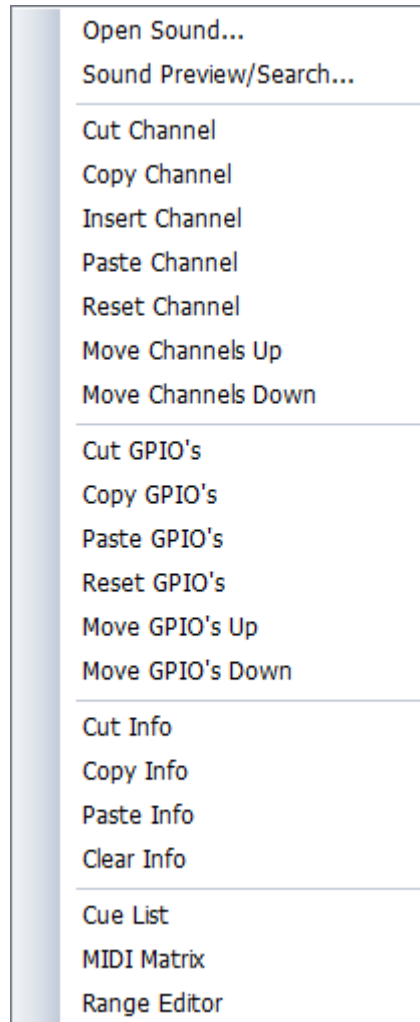 Open Sound...
Sound Preview/Search...
Cut Channel
Copy Channel
Insert Channel
Paste Channel
Reset Channel
Move Channels Up
Move Channels Down
Cut GPIO's
Copy GPIO's
Paste GPIO's
Reset GPIO's
Move GPIO's Up
Move GPIO's Down
Cut Info
Copy Info
Paste Info
Clear Info
Cue List
MIDI Matrix
Range Editor